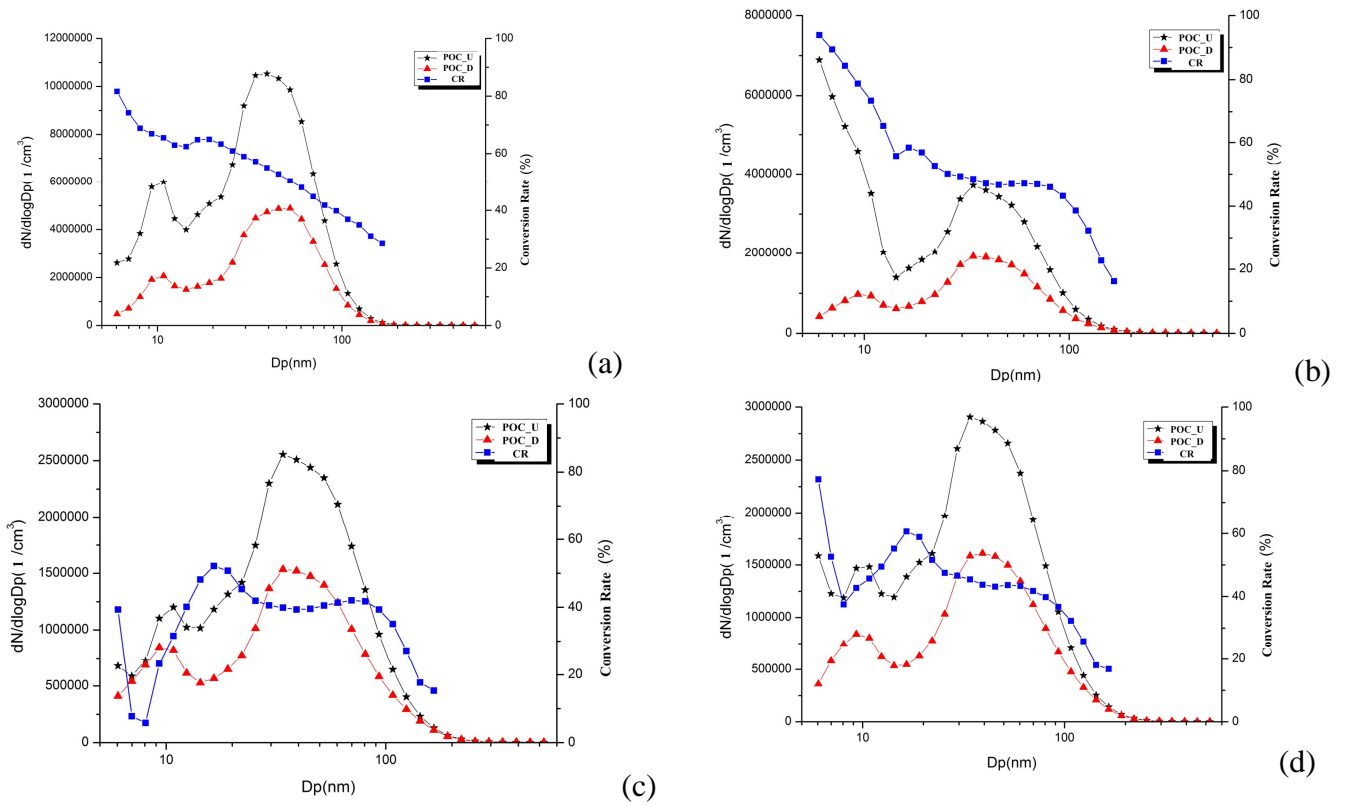 12000000
10000000
8000000
6000000
4000000
2000000
0
dN/dlogDp( 1 /cm3)
100
80
60
40
20
0
Conversion Rate (%)
POC_U
POC_D
CR
10
100
Dp(nm)
(a)
8000000
6000000
4000000
2000000
0
dN/dlogDp( 1 /cm3)
100
90
80
70
60
50
40
30
20
10
0
Conversion Rate (%)
POC_U
POC_D
CR
10
100
Dp(nm)
(b)
3000000
2500000
2000000
1500000
1000000
500000
0
dN/dlogDp( 1 /cm3)
100
80
60
40
20
0
Conversion Rate (%)
POC_U
POC_D
CR
10
100
Dp(nm)
(c)
3000000
2500000
2000000
1500000
1000000
500000
0
dN/dlogDp( 1 /cm3)
100
80
60
40
20
0
Conversion Rate (%)
POC_U
POC_D
CR
10
100
Dp(nm)
(d)